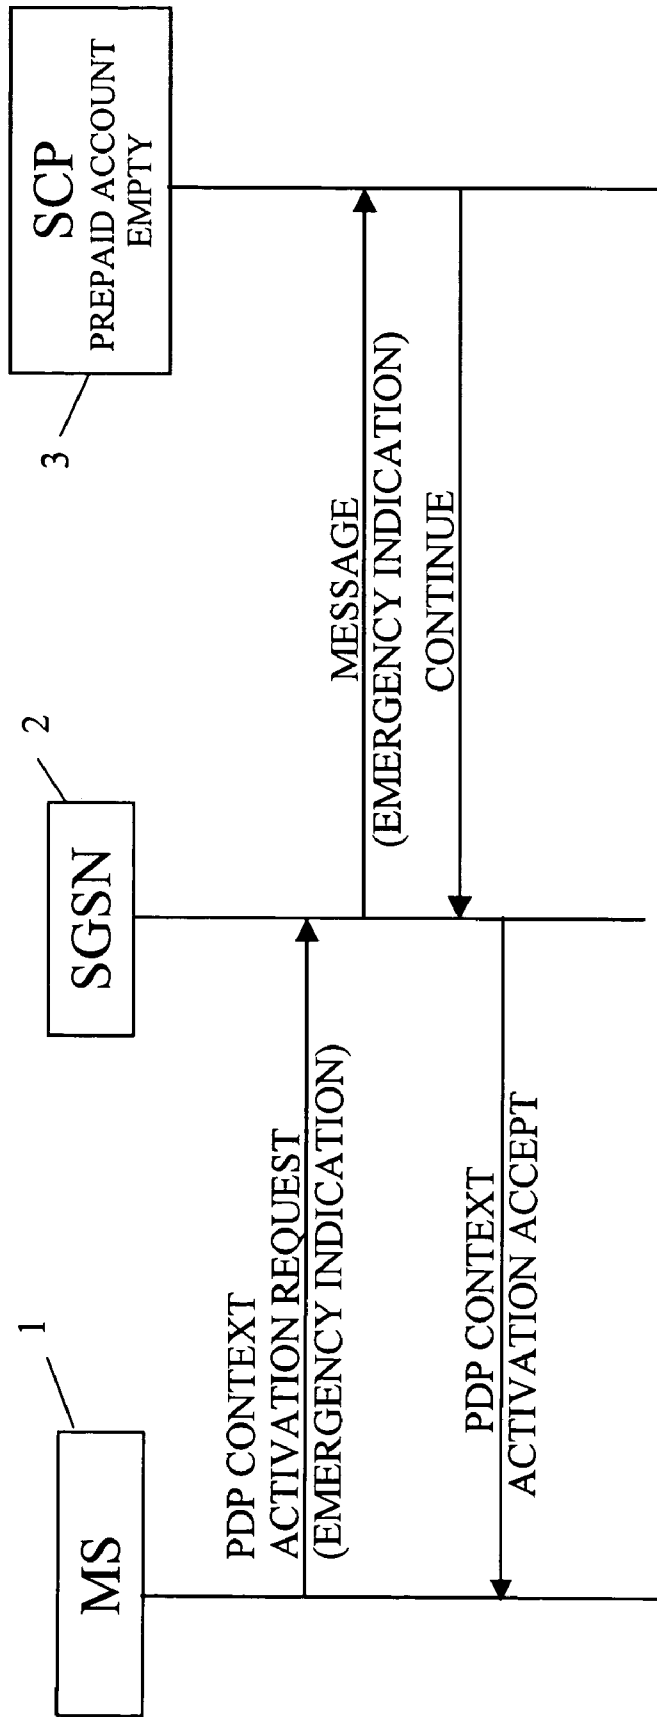 1
MS
2
SGSN
3
SCP
PREPAID ACCOUNT
EMPTY
PDP CONTEXT
ACTIVATION REQUEST
(EMERGENCY INDICATION)
MESSAGE
(EMERGENCY INDICATION)
CONTINUE
PDP CONTEXT
ACTIVATION ACCEPT